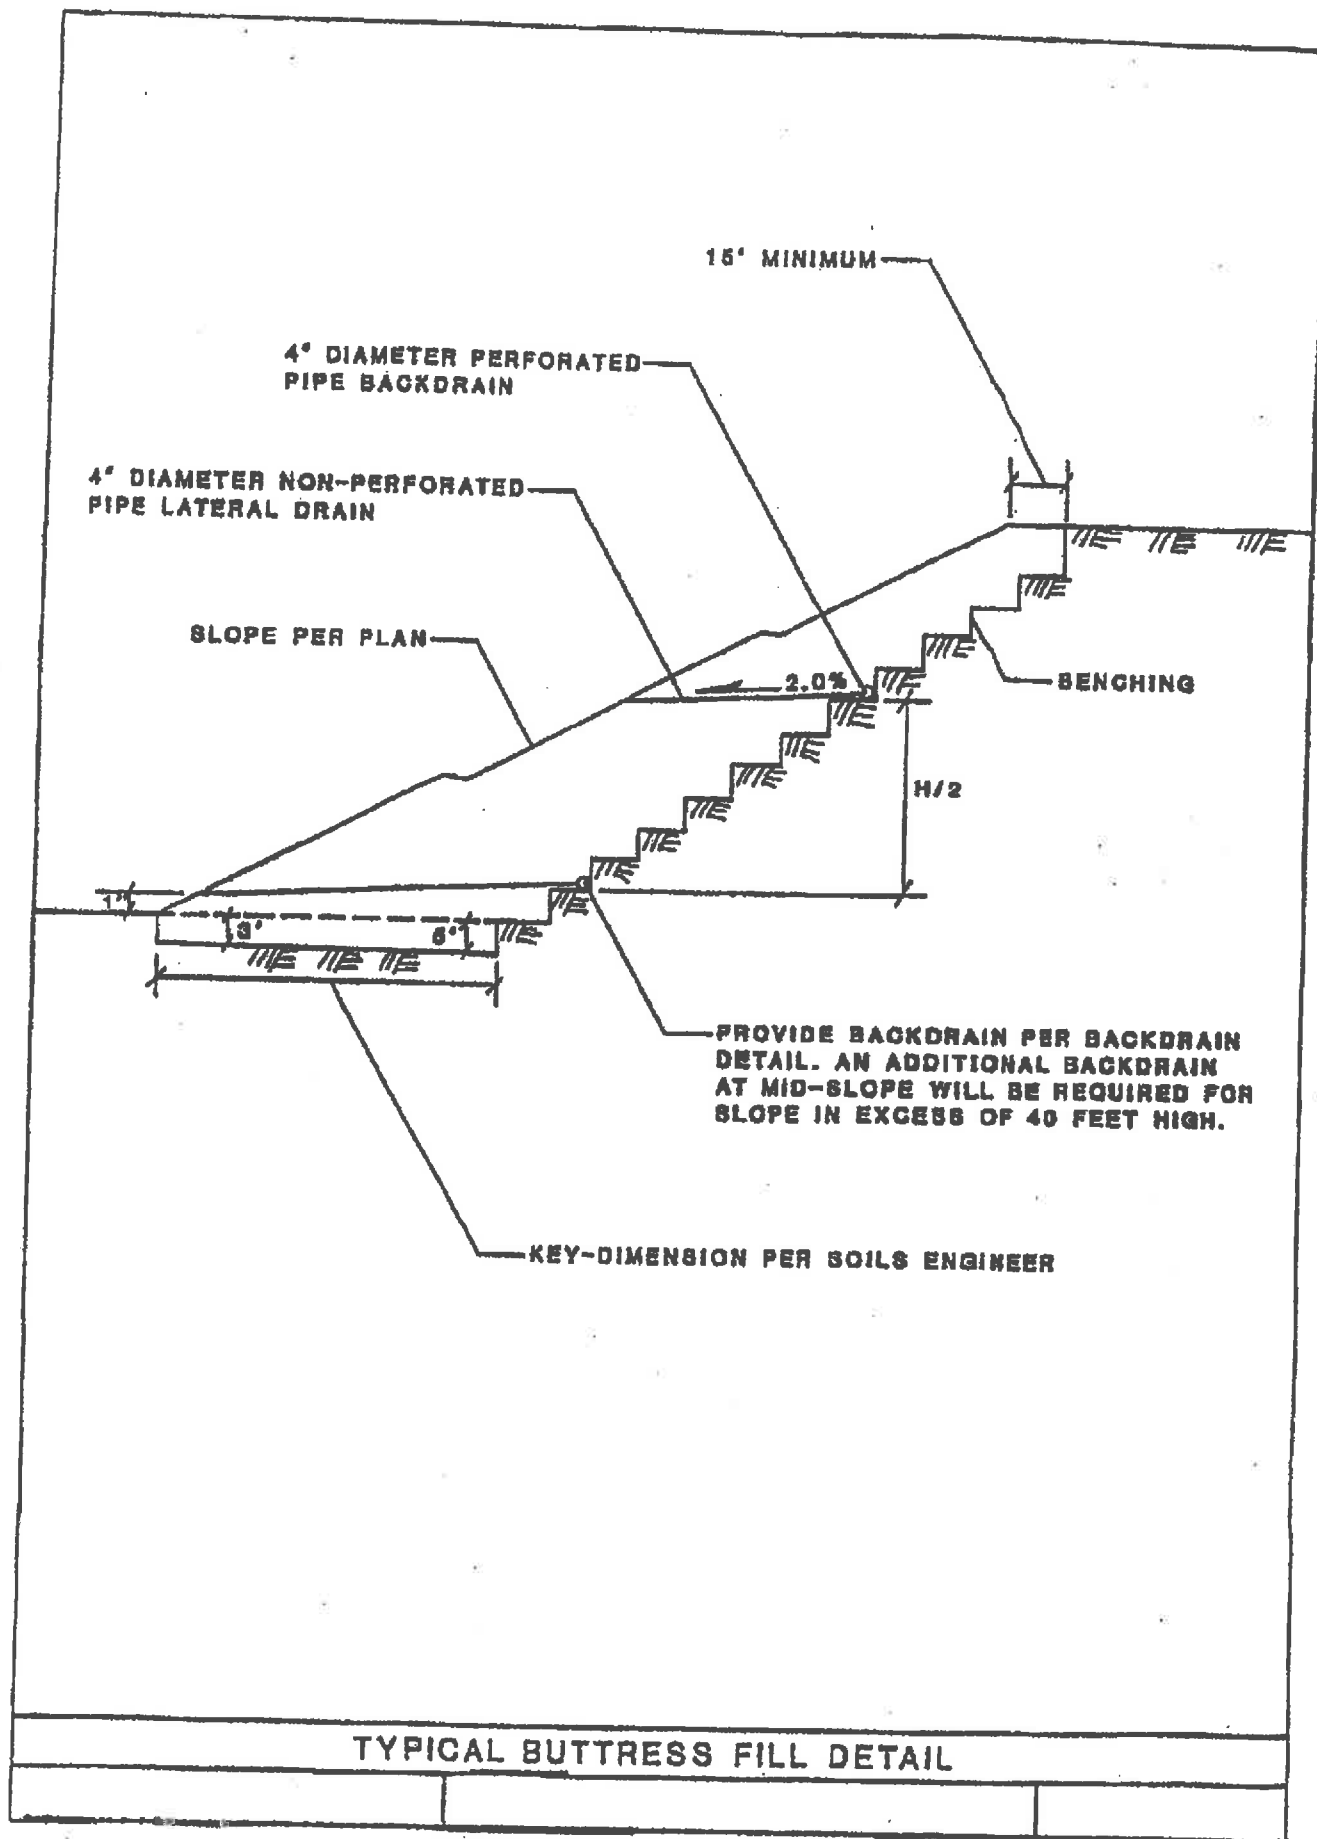 15' MINIMUM
4" DIAMETER PERFORATED
PIPE BACKDRAIN
4" DIAMETER NON-PERFORATED
PIPE LATERAL DRAIN
SLOPE PER PLAN
2.0%
BENCHING
H/2
1'
3'
PROVIDE BACKDRAIN PER BACKDRAIN
DETAIL. AN ADDITIONAL BACKDRAIN
AT MID-SLOPE WILL BE REQUIRED FOR
SLOPE IN EXCESS OF 40 FEET HIGH.
KEY-DIMENSION PER SOILS ENGINEER
TYPICAL BUTTRESS FILL DETAIL